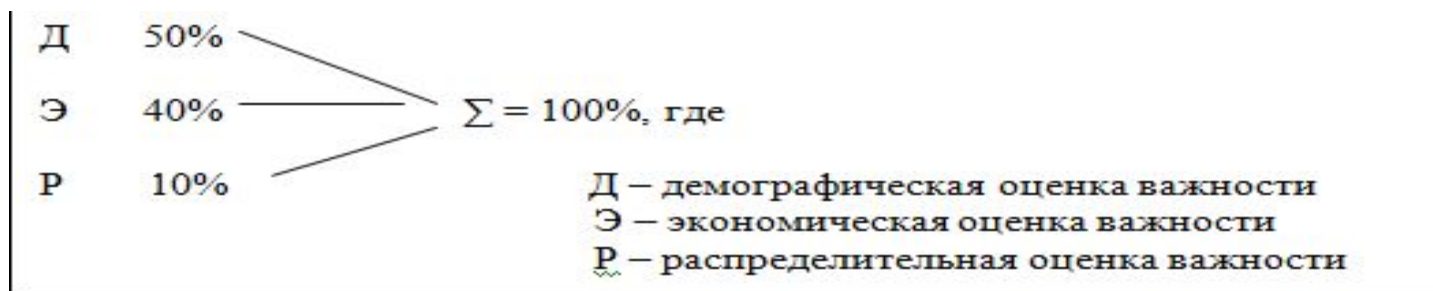 Д 50%
Э 40% ∑ = 100%, где
Р 10% Д – демографическая оценка важности
Э – экономическая оценка важности
Р – распределительная оценка важности